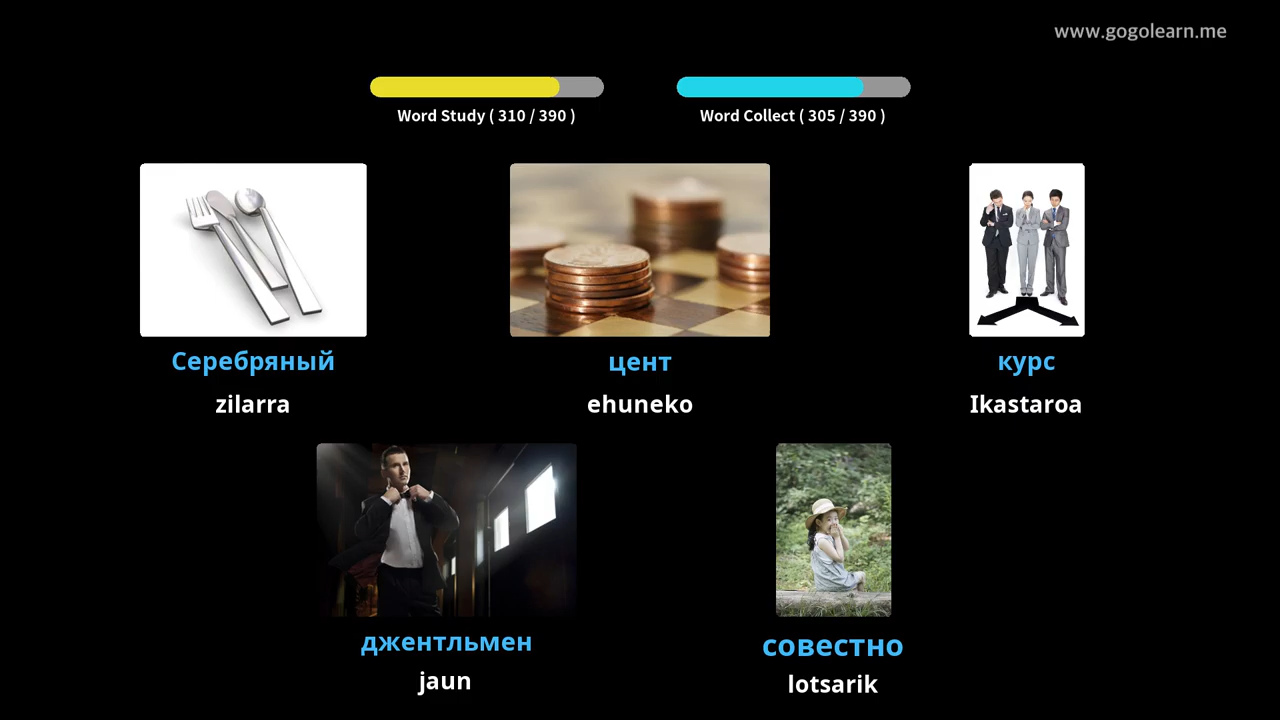 www.gogolearn.me
Word Study ( 310 / 390 )
Word Collect ( 305 / 390 )
Серебряный
цент
курс
zilarra
ehuneko
Ikastaroa
джентльмен
совестно
jaun
lotsarik